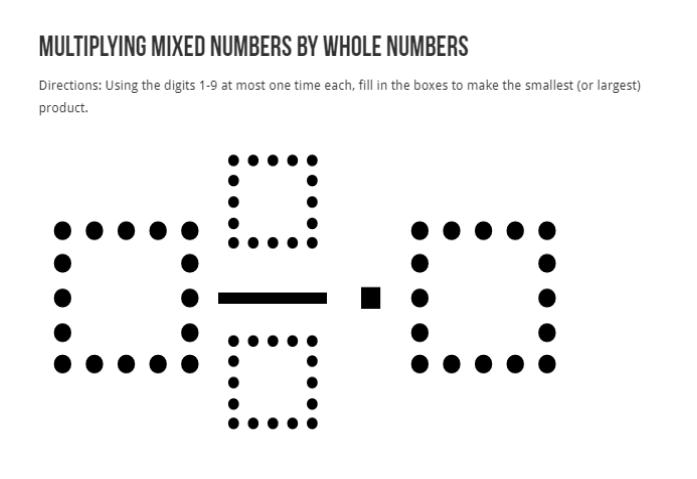 MULTIPLYING MIXED NUMBERS BY WHOLE NUMBERS
Directions: Using the digits 1-9 at most one time each, fill in the boxes to make the smallest (or largest)
product.